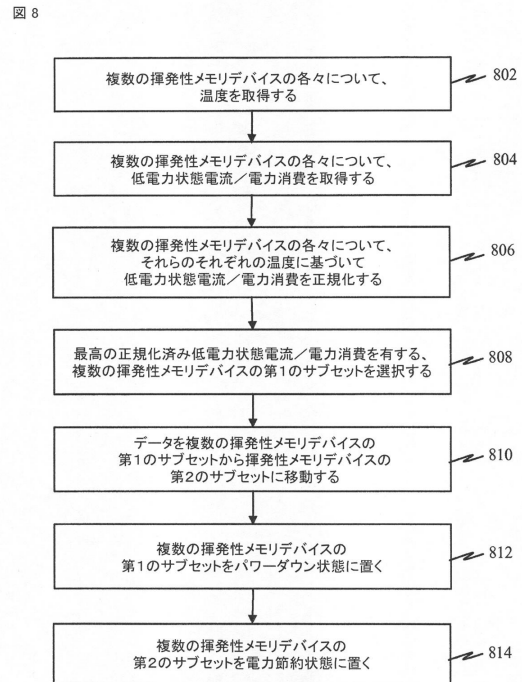 図 8
複数の揮発性メモリデバイスの各々について、
温度を取得する
802
複数の揮発性メモリデバイスの各々について、
低電力状態電流／電力消費を取得する
804
複数の揮発性メモリデバイスの各々について、
それらのそれぞれの温度に基づいて
低電力状態電流／電力消費を正規化する
806
最高の正規化済み低電力状態電流／電力消費を有する、
複数の揮発性メモリデバイスの第１のサブセットを選択する
808
データを複数の揮発性メモリデバイスの
第１のサブセットから揮発性メモリデバイスの
第２のサブセットに移動する
810
複数の揮発性メモリデバイスの
第１のサブセットをパワーダウン状態に置く
812
複数の揮発性メモリデバイスの
第２のサブセットを電力節約状態に置く
814